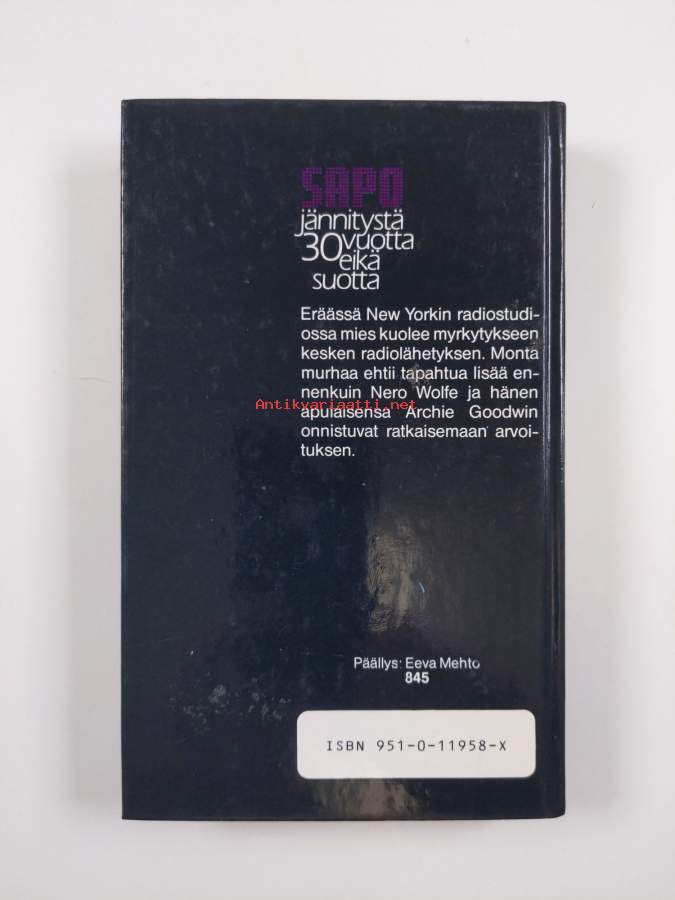 SAPO
jännitystä
30 vuotta
eikä
suotta
Eräässä New Yorkin radiostudi-
ossa mies kuolee myrkytykseen
kesken radiolähetyksen. Monta
murhaa ehtii tapahtua lisää en-
nenkuin Nero Wolfe ja hänen
Antikvariaatti.net
apulaisensa Archie Goodwin
onnistuvat ratkaisemaan arvoi-
tuksen.
Päällys: Eeva Mehto
845
ISBN 951-0-11958-X